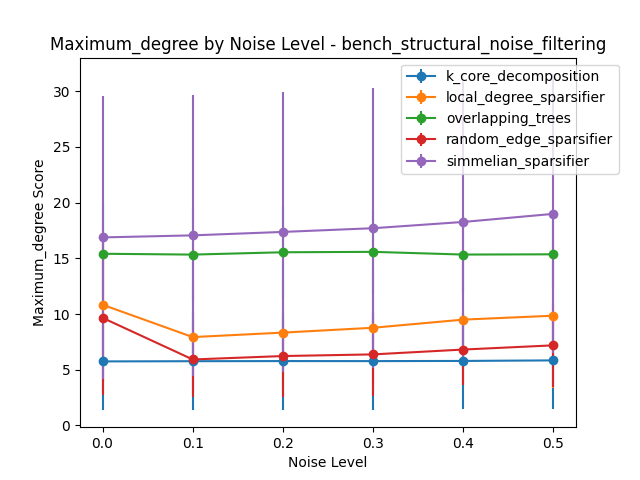 Maximum_degree by Noise Level - bench_structural_noise_filtering
k_core_decomposition
local_degree_sparsifier
overlapping_trees
random_edge_sparsifier
simmelian_sparsifier
Maximum_degree Score
30
25
20
15
10
5
0
0.0 0.1 0.2 0.3 0.4 0.5
Noise Level